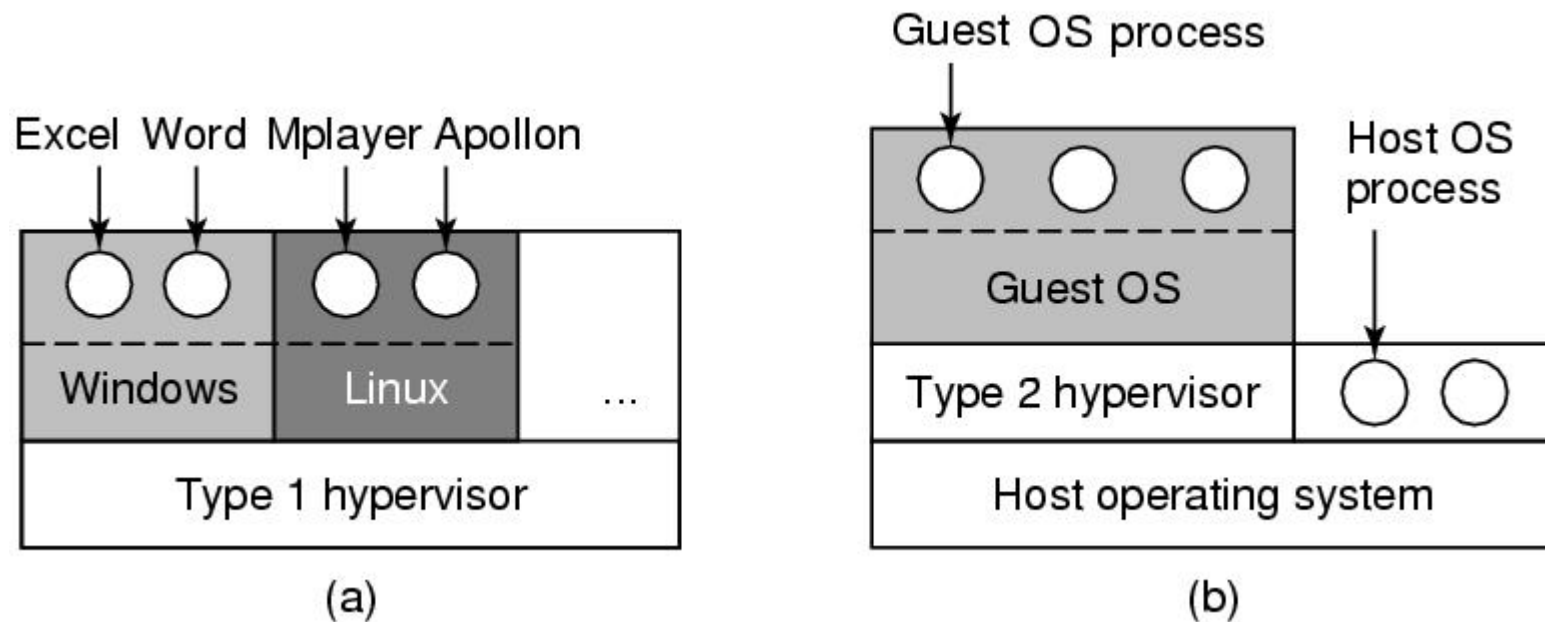 Excel Word Mplayer Apollon
Windows Linux ...
Type 1 hypervisor
(a)
Guest OS process
Host OS
process
Guest OS
Type 2 hypervisor
Host operating system
(b)